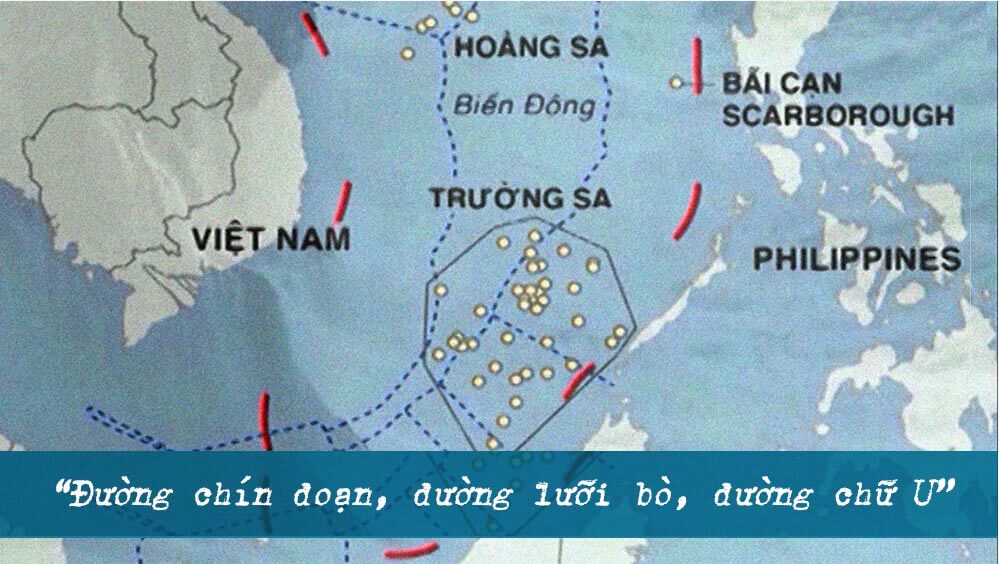 HOÀNG SA
Biển Đông
BÃI CẠN
SCARBOROUGH
TRƯỜNG SA
VIỆT NAM
PHILIPPINES
“Đường chín đoạn, đường lưỡi bò, đường chữ U”